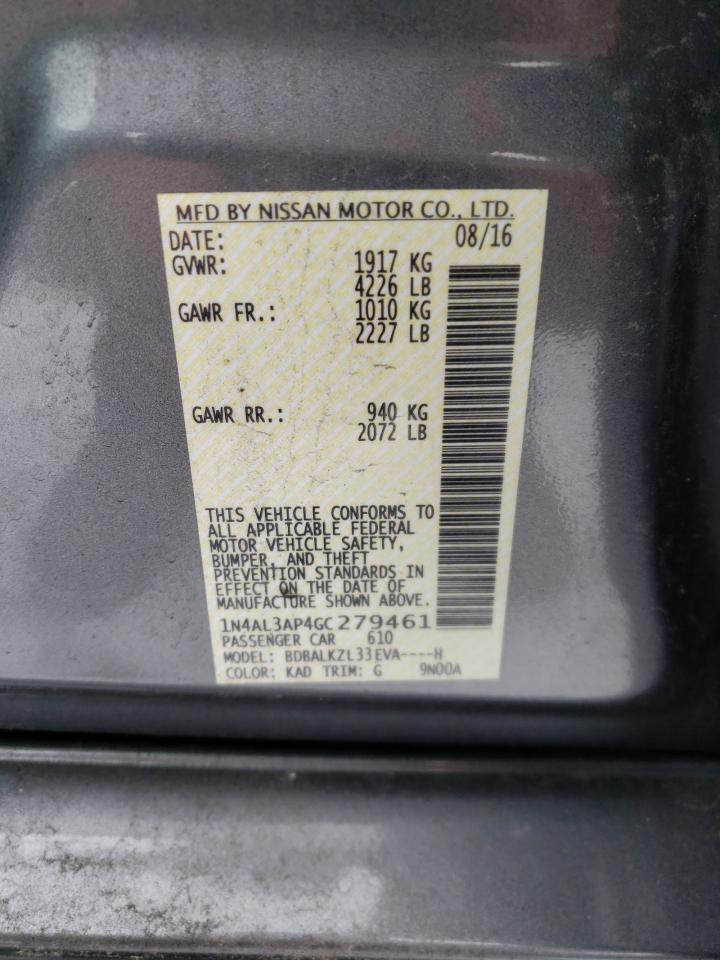 MFD BY NISSAN MOTOR CO., LTD.
DATE: 08/16
GVWR: 1917 KG
4226 LB
GAWR FR.: 1010 KG
2227 LB
GAWR RR.: 940 KG
2072 LB
THIS VEHICLE CONFORMS TO
ALL APPLICABLE FEDERAL
MOTOR VEHICLE SAFETY,
BUMPER, AND THEFT
PREVENTION STANDARDS IN
EFFECT ON THE DATE OF
MANUFACTURE SHOWN ABOVE.
1N4AL3AP4GC279461
PASSENGER CAR 610
MODEL: BDBALKZL33EVA----H
COLOR: KAD TRIM: G 9N00A